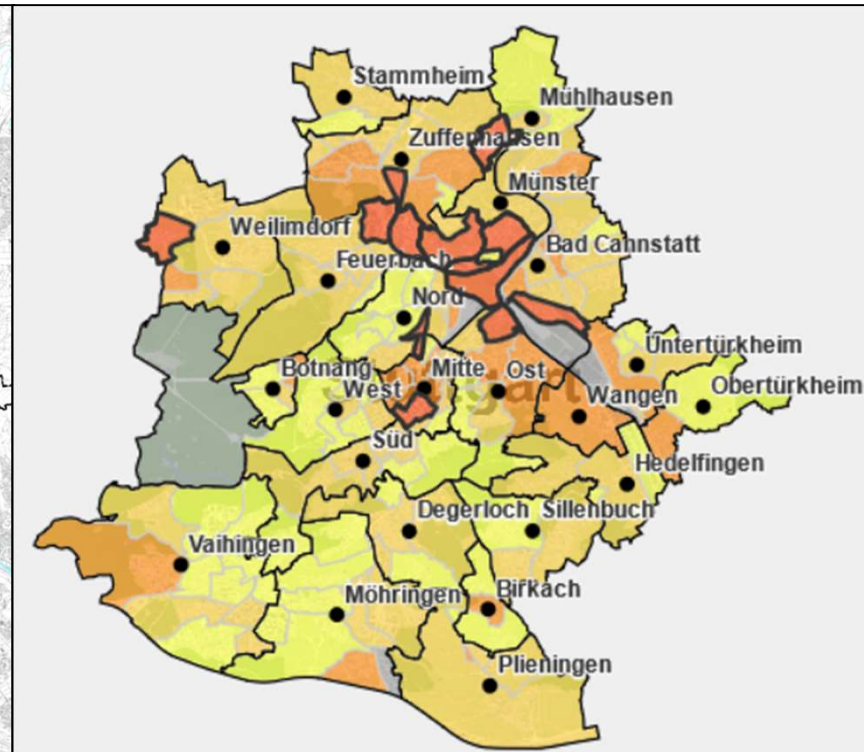 Stammheim
Mühlhausen
Zuffenhausen
Münster
Weilimdorf
Bad Cannstatt
Feuerbach
Nord
Untertürkheim
Botnang
Mitte
Ost
West
Stuttgart
Wangen
Obertürkheim
Süd
Hedelfingen
Degerloch
Sillenbuch
Vaihingen
Möhringen
Birkach
Plieningen